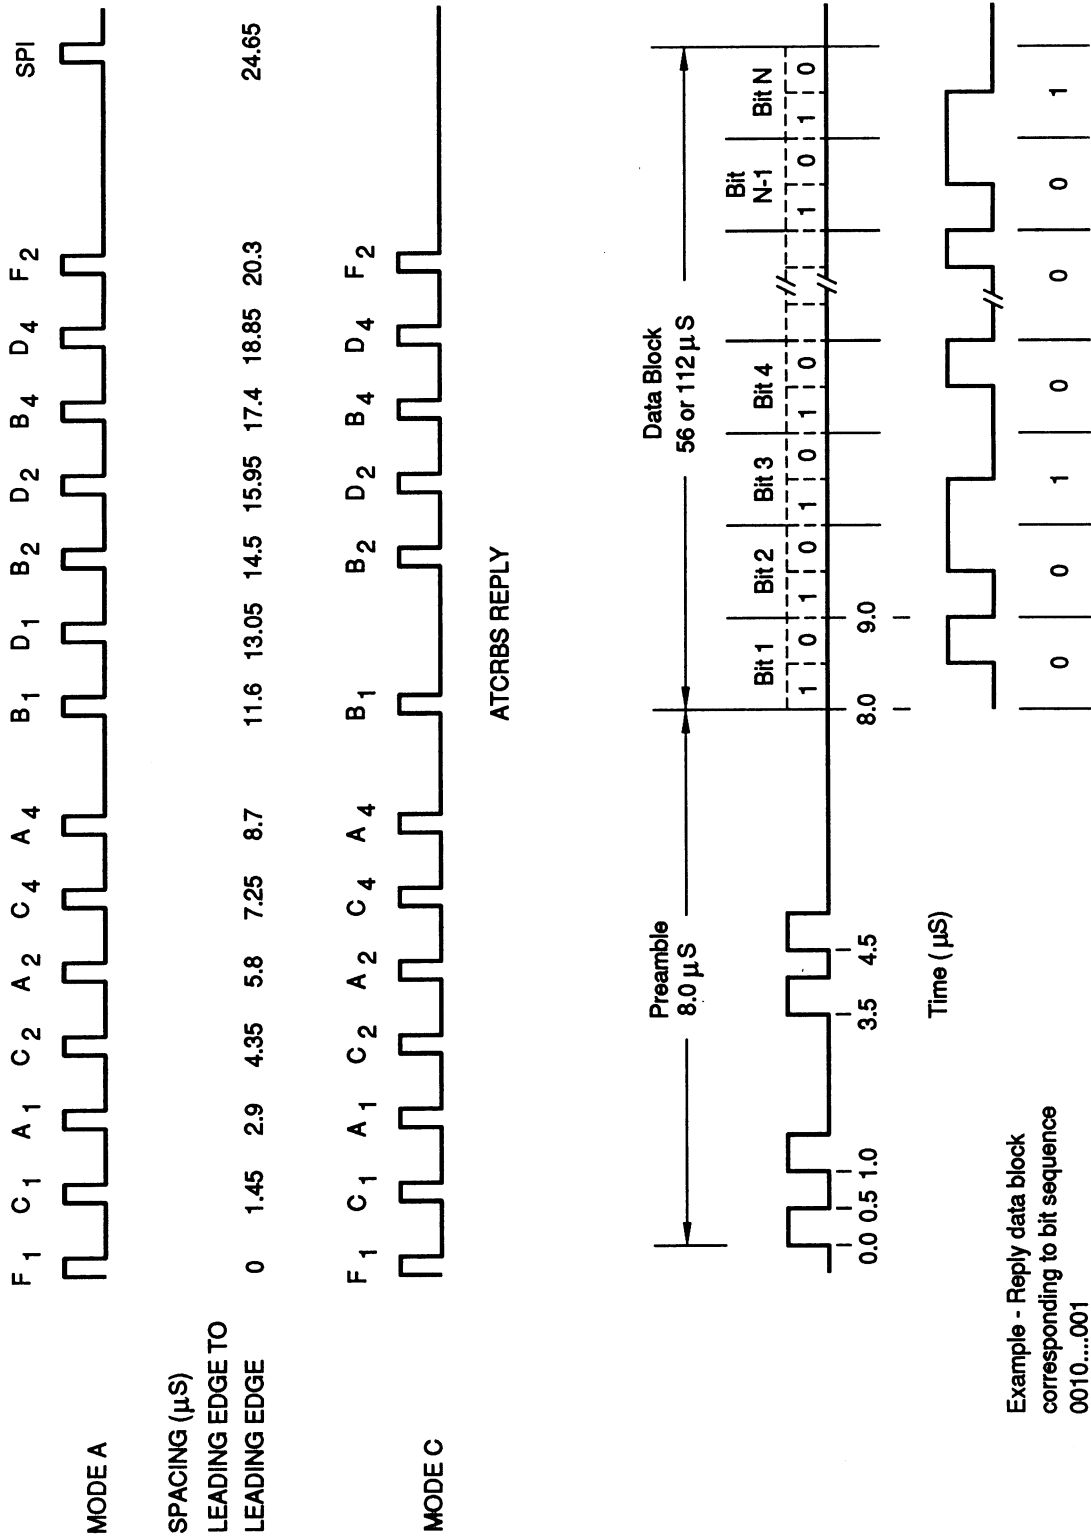 F1 C1 A1 C2 A2 C4 A4 B1 D1 B2 D2 B4 D4 F2 SPI
MODE A
SPACING (μS)
LEADING EDGE TO
LEADING EDGE 0 1.45 2.9 4.35 5.8 7.25 8.7 11.6 13.05 14.5 15.95 17.4 18.85 20.3 24.65
F1 C1 A1 C2 A2 C4 A4 B1 B2 D2 B4 D4 F2
MODE C
ATCRBS REPLY
Preamble
8.0 μS
Data Block
56 or 112 μS
Bit 1 Bit 2 Bit 3 Bit 4 Bit N-1 Bit N
1 0 1 0 1 0 1 0 1 0 1 0
0.0 0.5 1.0 3.5 4.5 8.0 9.0
Time (μS)
Example - Reply data block
corresponding to bit sequence
0010....001
0 0 1 0 0 0 1